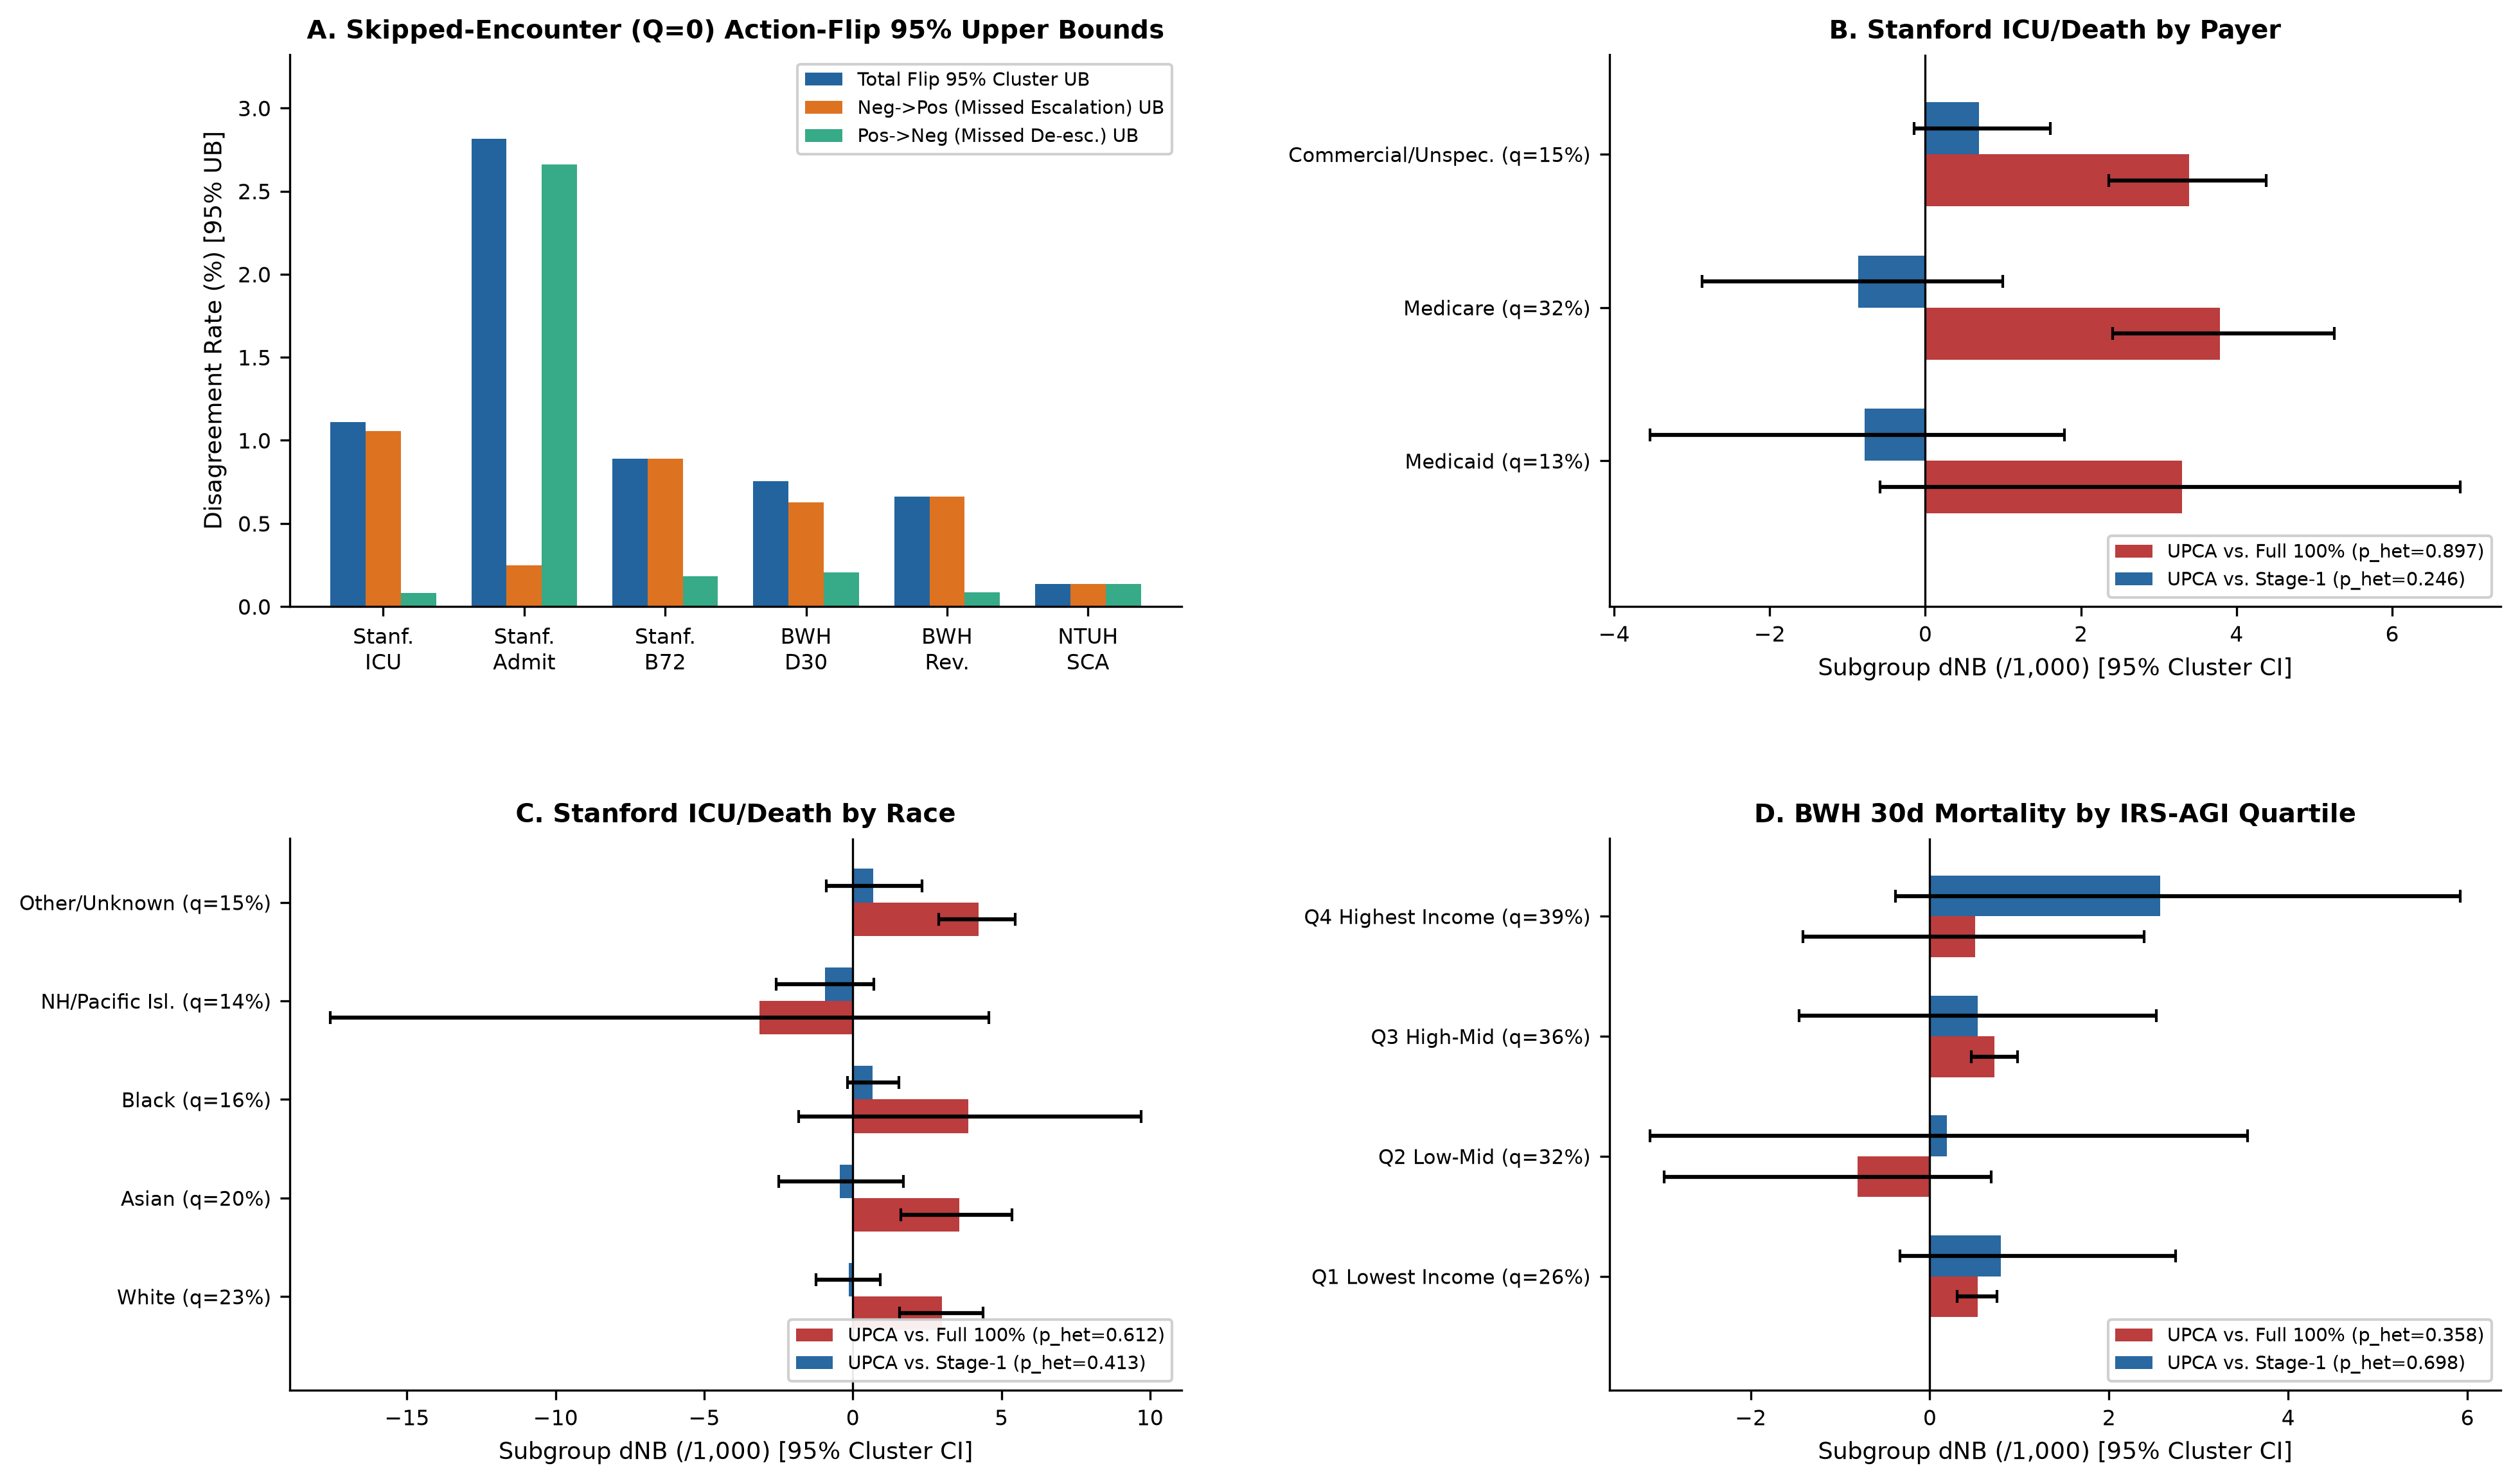 A. Skipped-Encounter (Q=0) Action-Flip 95% Upper Bounds
Total Flip 95% Cluster UB
Neg->Pos (Missed Escalation) UB
Pos->Neg (Missed De-esc.) UB
Disagreement Rate (%) [95% UB]
3.0
2.5
2.0
1.5
1.0
0.5
0.0
Stanf.
ICU
Stanf.
Admit
Stanf.
B72
BWH
D30
BWH
Rev.
NTUH
SCA
B. Stanford ICU/Death by Payer
Commercial/Unspec. (q=15%)
Medicare (q=32%)
Medicaid (q=13%)
UPCA vs. Full 100% (p_het=0.897)
UPCA vs. Stage-1 (p_het=0.246)
−4
−2
0
2
4
6
Subgroup dNB (/1,000) [95% Cluster CI]
C. Stanford ICU/Death by Race
Other/Unknown (q=15%)
NH/Pacific Isl. (q=14%)
Black (q=16%)
Asian (q=20%)
White (q=23%)
UPCA vs. Full 100% (p_het=0.612)
UPCA vs. Stage-1 (p_het=0.413)
−15
−10
−5
0
5
10
Subgroup dNB (/1,000) [95% Cluster CI]
D. BWH 30d Mortality by IRS-AGI Quartile
Q4 Highest Income (q=39%)
Q3 High-Mid (q=36%)
Q2 Low-Mid (q=32%)
Q1 Lowest Income (q=26%)
UPCA vs. Full 100% (p_het=0.358)
UPCA vs. Stage-1 (p_het=0.698)
−2
0
2
4
6
Subgroup dNB (/1,000) [95% Cluster CI]